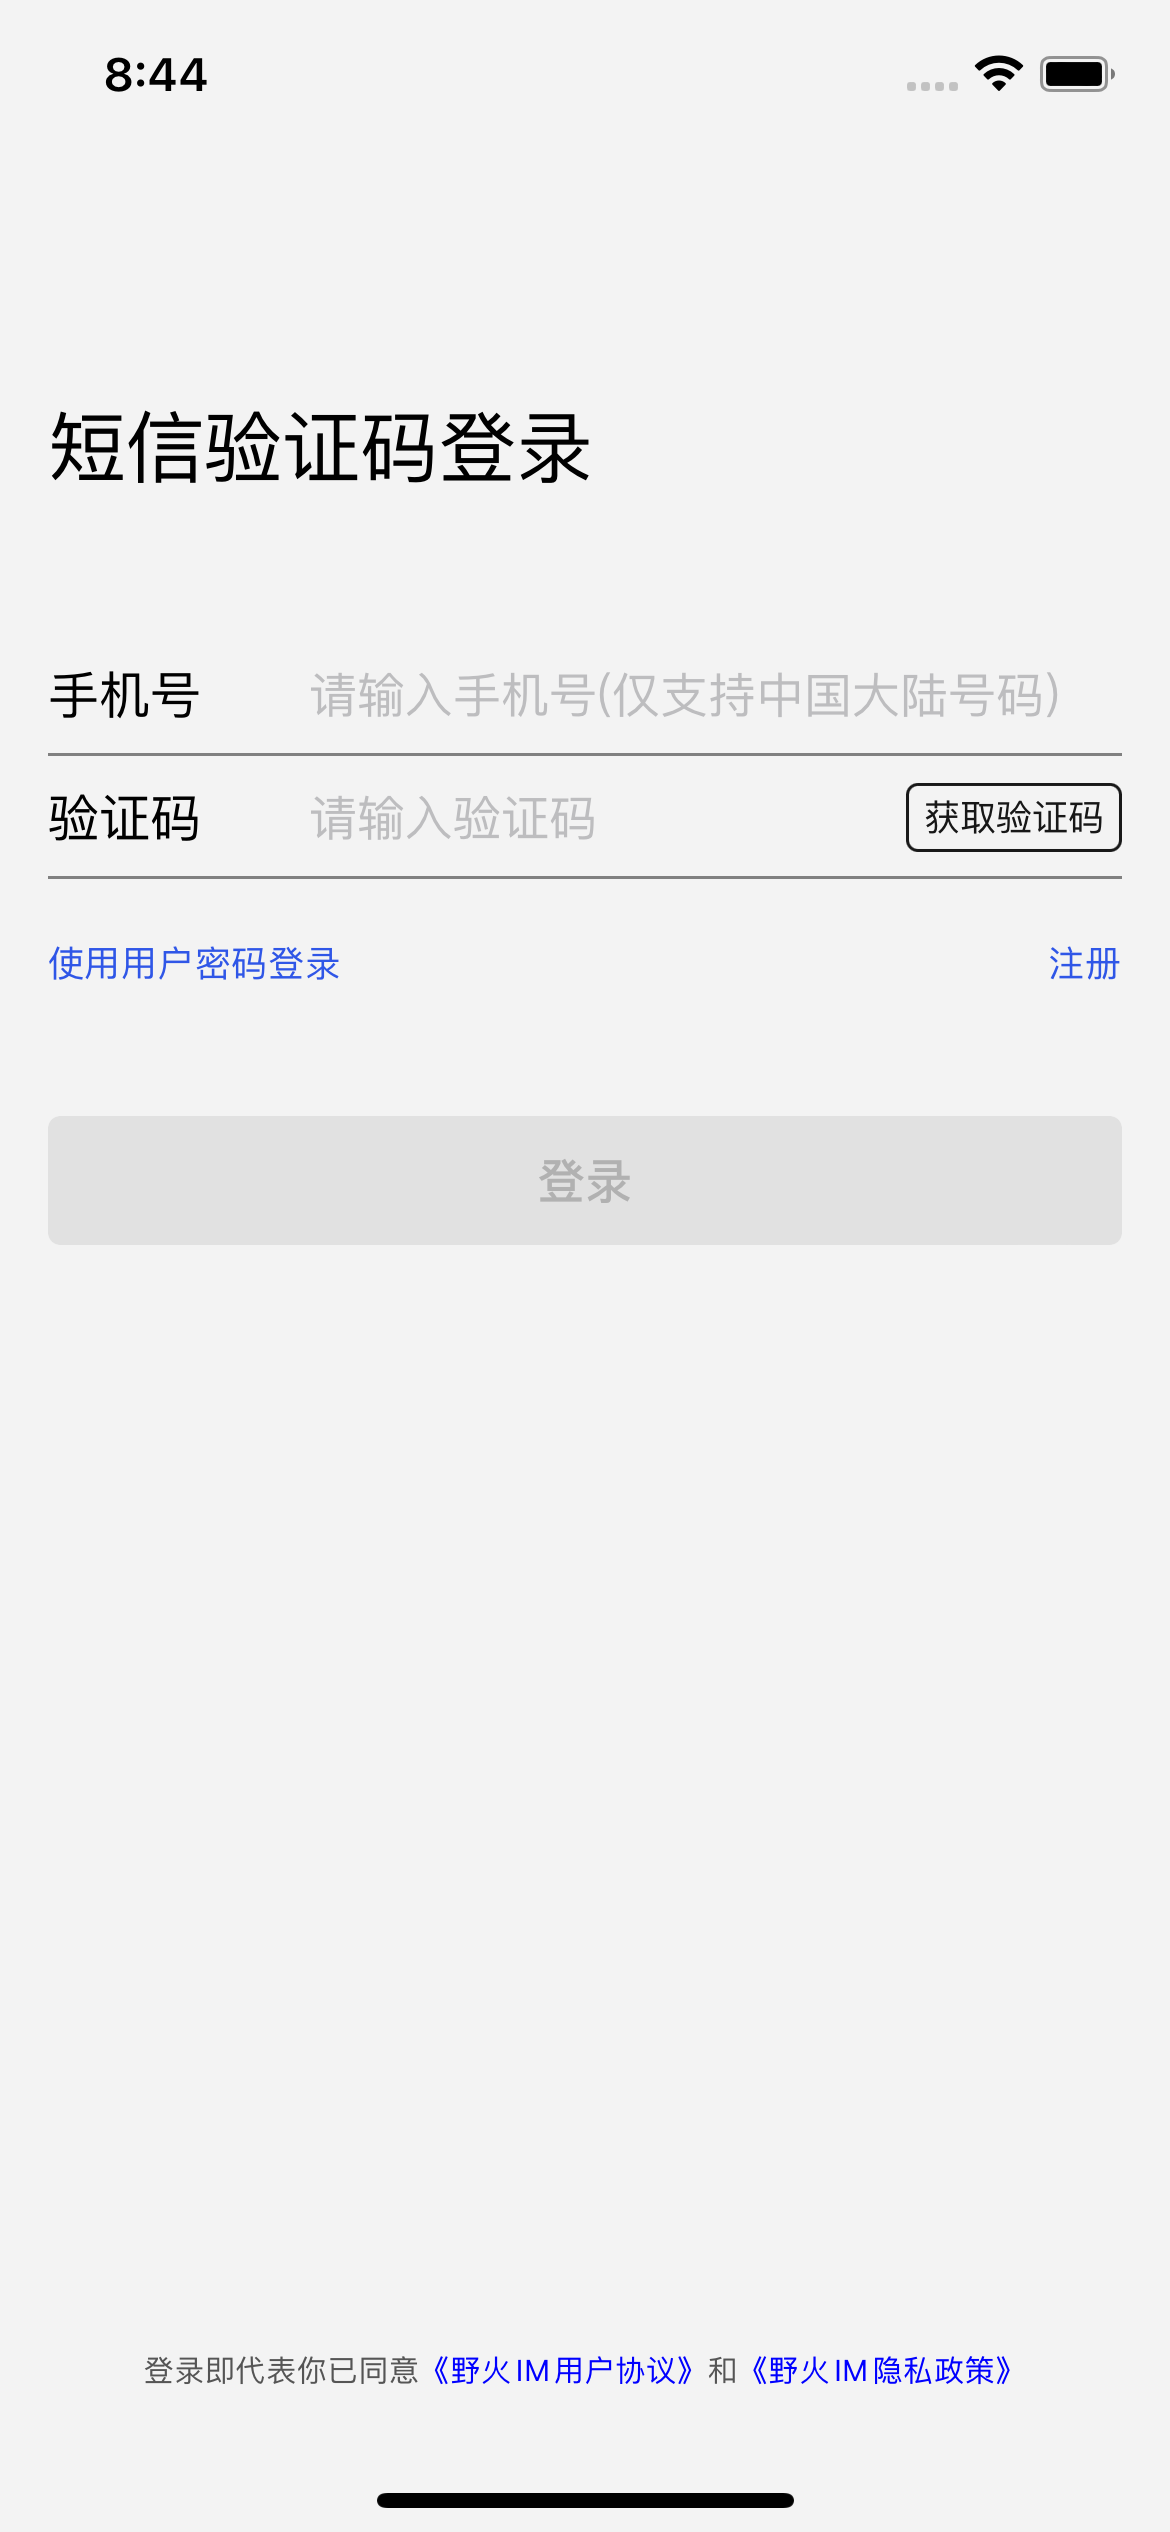 8:44
短信验证码登录
手机号 请输入手机号(仅支持中国大陆号码)
验证码 请输入验证码 获取验证码
使用用户密码登录 注册
登录
登录即代表你已同意《野火IM用户协议》和《野火IM隐私政策》